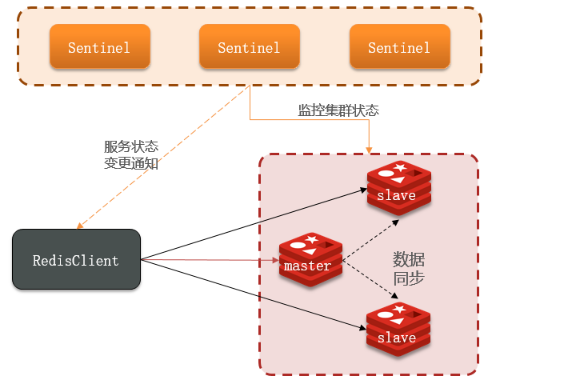 Sentinel
Sentinel
Sentinel
监控集群状态
服务状态
变更通知
slave
RedisClient
master
数据
同步
slave